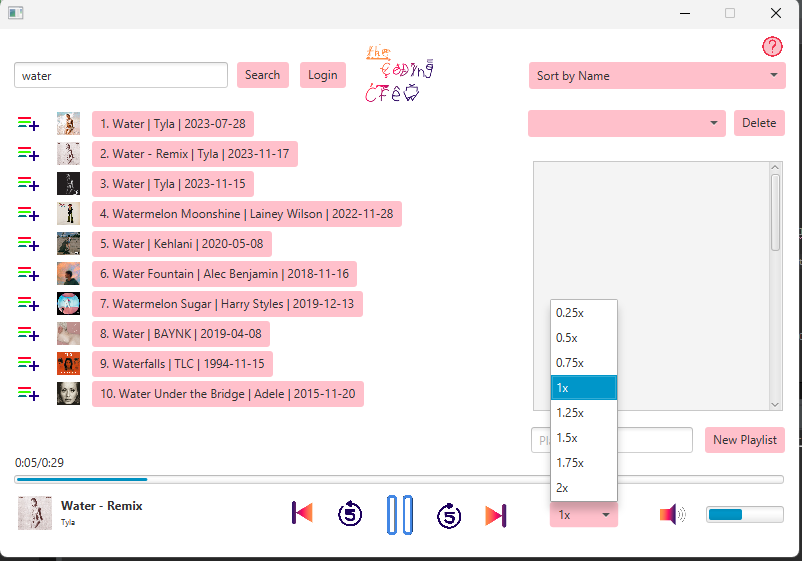 ?
the
CODING
CREW
water
Search
Login
Sort by Name
1. Water | Tyla | 2023-07-28
Delete
2. Water - Remix | Tyla | 2023-11-17
3. Water | Tyla | 2023-11-15
4. Watermelon Moonshine | Lainey Wilson | 2022-11-28
5. Water | Kehlani | 2020-05-08
6. Water Fountain | Alec Benjamin | 2018-11-16
7. Watermelon Sugar | Harry Styles | 2019-12-13
8. Water | BAYNK | 2019-04-08
9. Waterfalls | TLC | 1994-11-15
10. Water Under the Bridge | Adele | 2015-11-20
0.25x
0.5x
0.75x
1x
1.25x
1.5x
1.75x
2x
New Playlist
0:05/0:29
Water - Remix
Tyla
5
5
1x